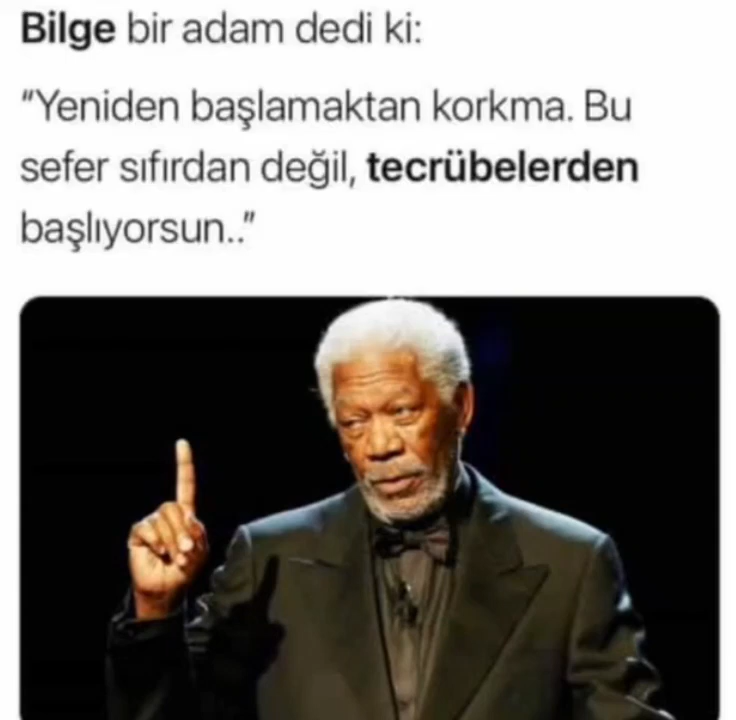 Bilge bir adam dedi ki:
"Yeniden başlamaktan korkma. Bu
sefer sıfırdan değil, tecrübelerden
başlıyorsun.."